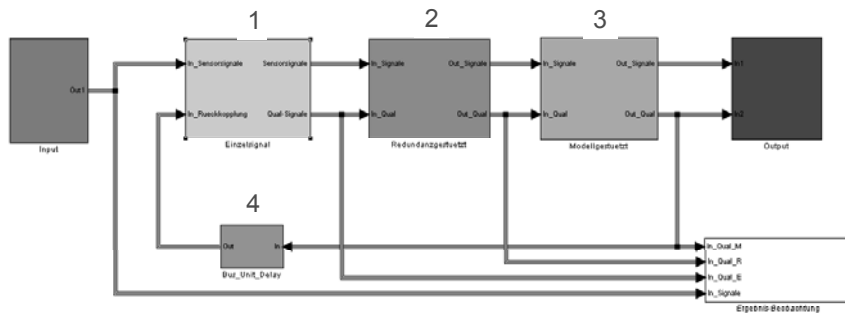 1
2
3
In_Sensorsignale
Sensorsignale
In_Signale
Out_Signale
In_Signale
Out_Signale
In1
Out1
In_Rueckkopplung
Qual-Signale
In_Qual
Out_Qual
In_Qual
Out_Qual
In2
Input
Einzelsignal
Redundanzgestuetzt
Modellgestuetzt
Output
4
Out
In
Bus_Unit_Delay
In_Qual_M
In_Qual_R
In_Qual_E
In_Signale
Ergebnis-Beobachtung